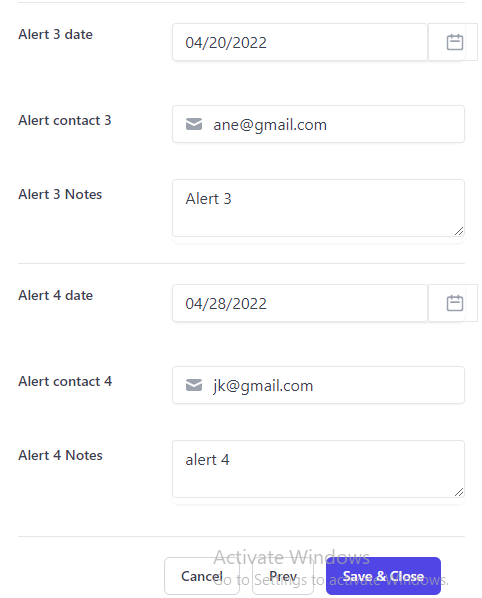 Alert 3 date
04/20/2022
Alert contact 3
ane@gmail.com
Alert 3 Notes
Alert 3
Alert 4 date
04/28/2022
Alert contact 4
jk@gmail.com
Alert 4 Notes
alert 4
Activate Windows
Go to Settings to activate Windows.
Cancel
Prev
Save & Close